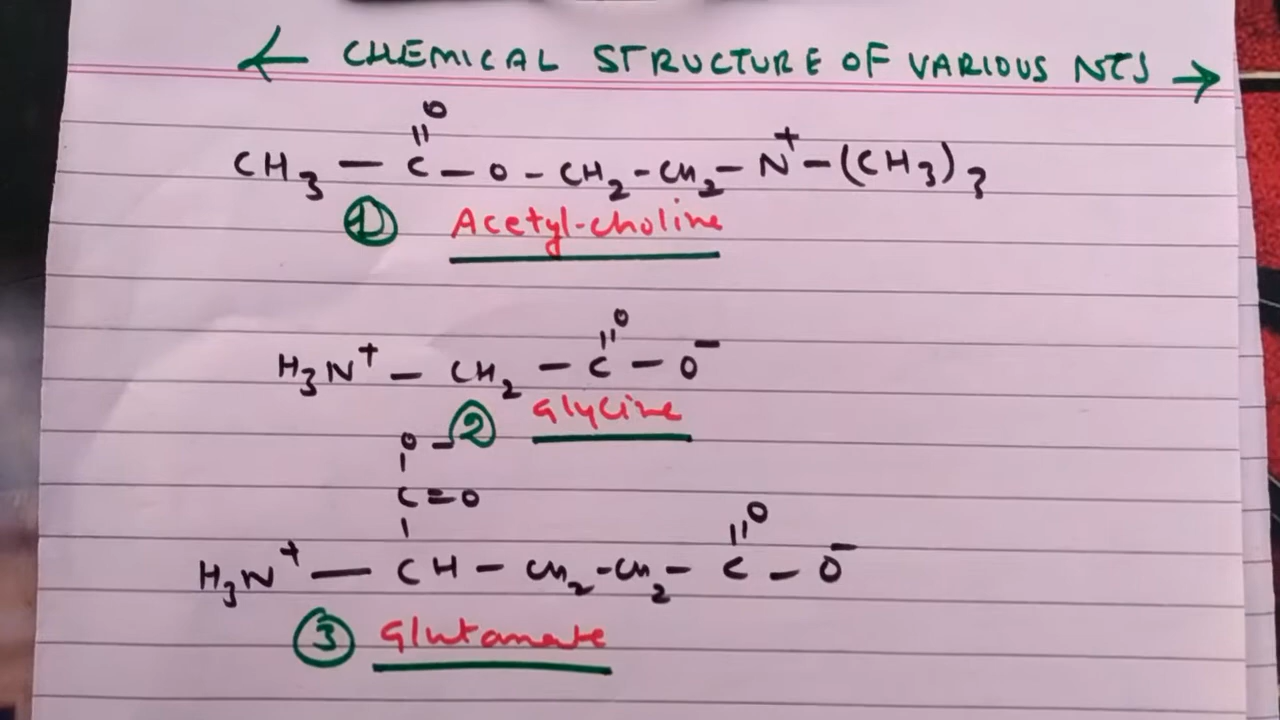 ← CHEMICAL STRUCTURE OF VARIOUS NTS →
O
||
CH₃ — C — O - CH₂ - CH₂ - N⁺ - (CH₃)₃
① Acetyl-choline
O
||
H₃N⁺ — CH₂ — C — O⁻
② Glycine
O -
|
C=O
|
O
||
H₃N⁺ — CH — CH₂ - CH₂ - C — O⁻
③ Glutamate